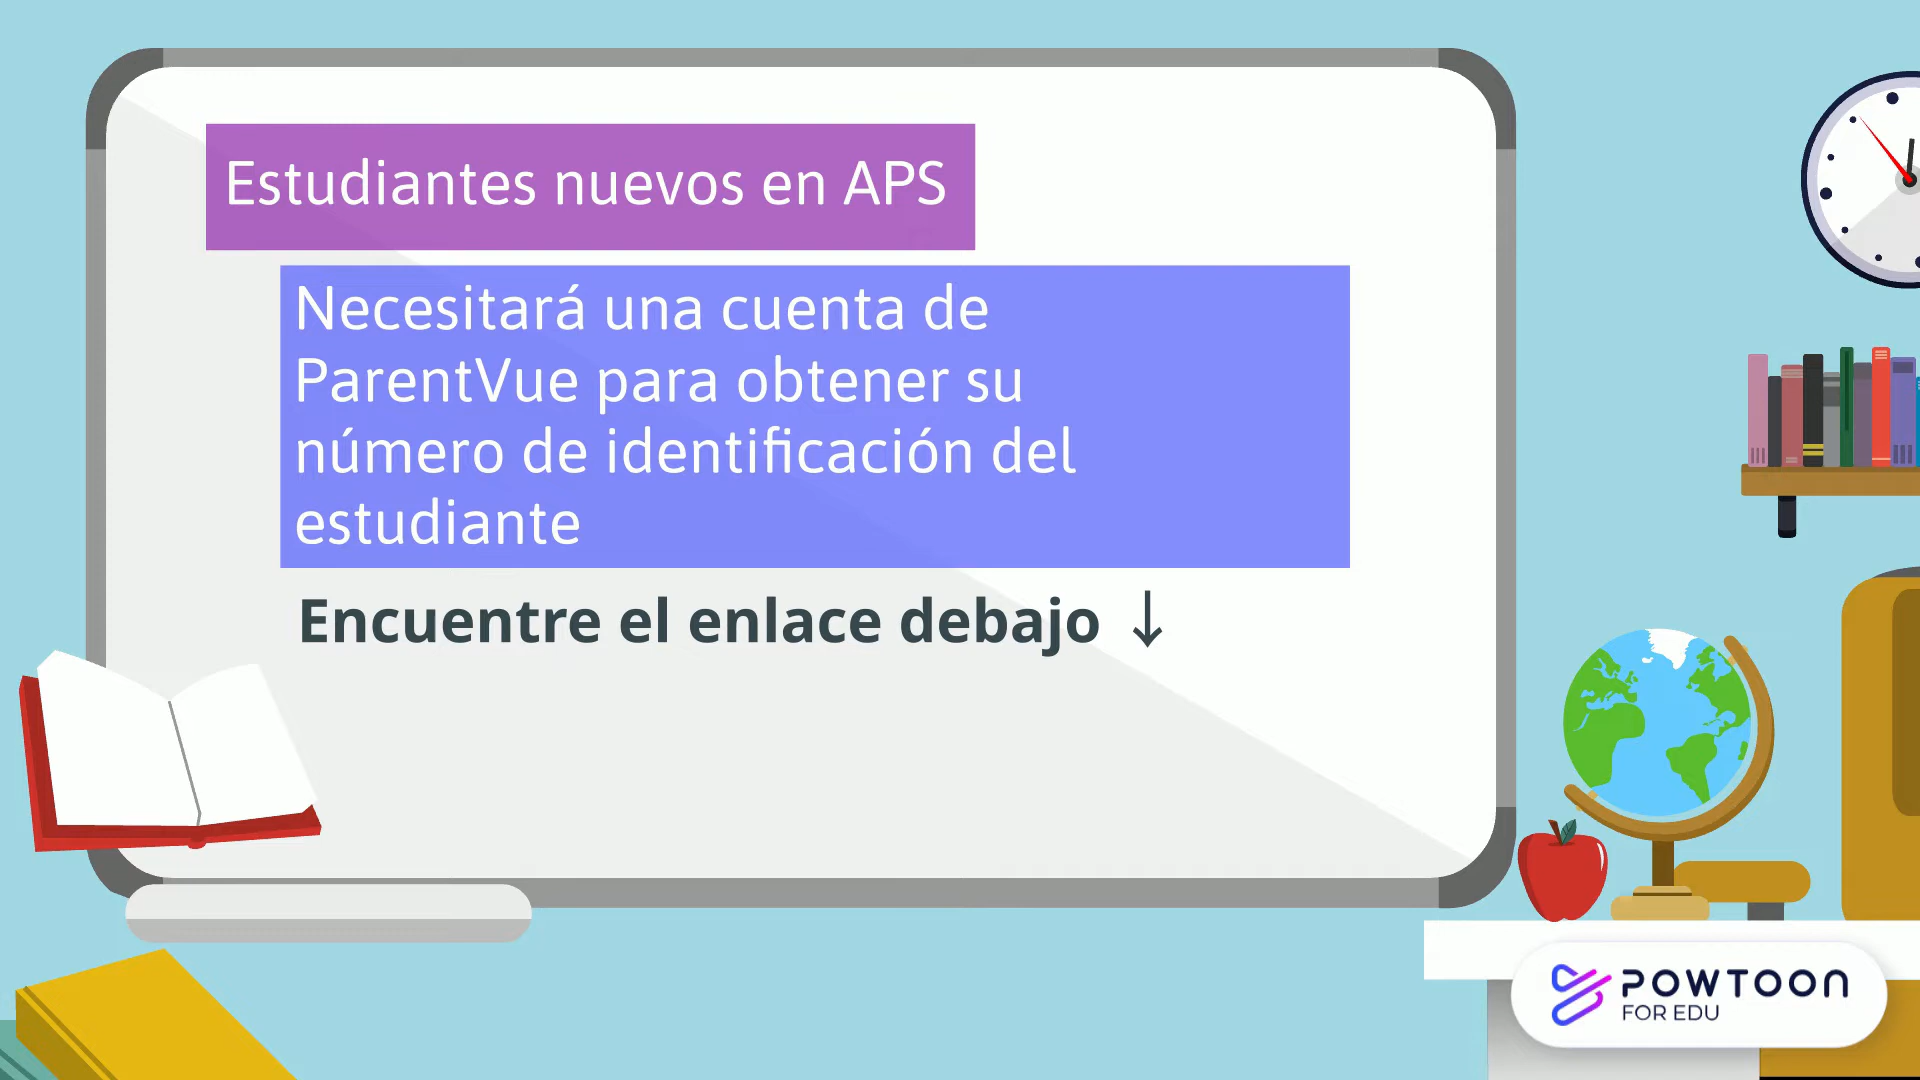 Estudiantes nuevos en APS
Necesitará una cuenta de
ParentVue para obtener su
número de identificación del
estudiante
Encuentre el enlace debajo ↓
POWTOON
FOR EDU